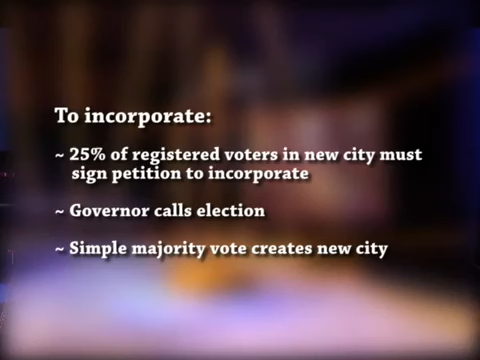 To incorporate:
~ 25% of registered voters in new city must
sign petition to incorporate
~ Governor calls election
~ Simple majority vote creates new city